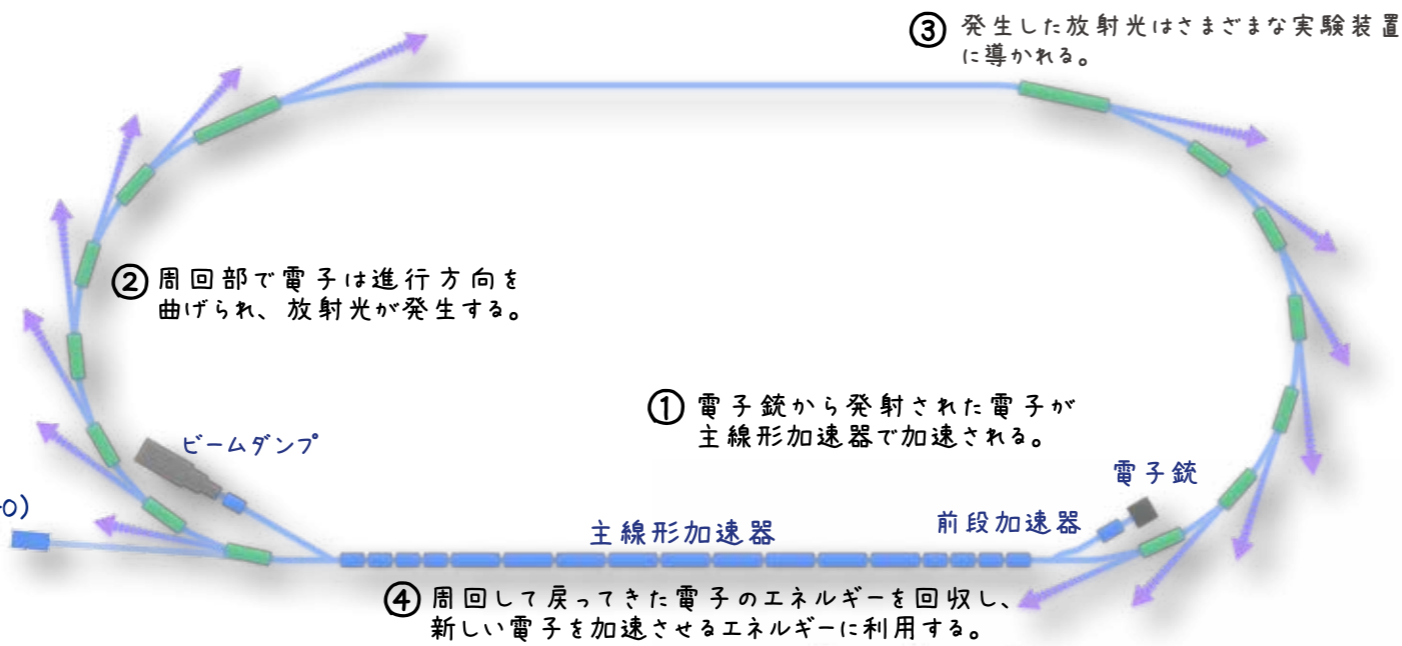 ③ 発生した放射光はさまざまな実験装置
に導かれる。
② 周回部で電子は進行方向を
曲げられ、放射光が発生する。
① 電子銃から発射された電子が
主線形加速器で加速される。
ビームダンプ
電子銃
O)
前段加速器
主線形加速器
④ 周回して戻ってきた電子のエネルギーを回収し、
新しい電子を加速させるエネルギーに利用する。